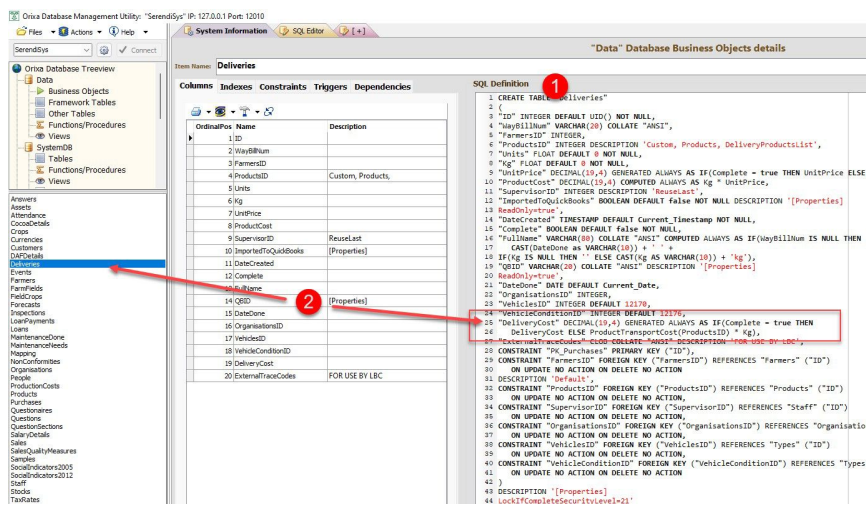 Orixa Database Management Utility: "SerendiSys" IP: 127.0.0.1 Port: 12010
Files Actions Help
SerendiSys Connect
Orixa Database Treeview
Data
Business Objects
Framework Tables
Other Tables
Functions/Procedures
Views
SystemDB
Tables
Functions/Procedures
Views
Answers
Assets
Attendance
CocoaDetails
Crops
Currencies
Customers
DAFDetails
Deliveries
Events
Farmers
FarmFields
FieldCrops
Forecasts
Inspections
LoanPayments
Loans
MaintenanceDone
MaintenanceNeeds
Mapping
NonConformities
Organisations
People
ProductionCosts
Products
Purchases
Questionaires
Questions
QuestionSections
SalaryDetails
Sales
SalesQualityMeasures
Samples
SocialIndicators2005
SocialIndicators2012
Staff
Stocks
TaxRates
System Information SQL Editor [+]
"Data" Database Business Objects details
Item Name: Deliveries
Columns Indexes Constraints Triggers Dependencies
OrdinalPos Name Description
1 ID
2 WayBillNum
3 FarmersID
4 ProductsID Custom, Products,
5 Units
6 Kg
7 UnitPrice
8 ProductCost
9 SupervisorID ReuseLast
10 ImportedToQuickBooks [Properties]
11 DateCreated
12 Complete
13 FullName
14 QBID [Properties]
15 DateDone
16 OrganisationsID
17 VehiclesID
18 VehicleConditionID
19 DeliveryCost
20 ExternalTraceCodes FOR USE BY LBC
2
SQL Definition
1
1 CREATE TABLE "Deliveries"
2 (
3 "ID" INTEGER DEFAULT UID() NOT NULL,
4 "WayBillNum" VARCHAR(20) COLLATE "ANSI",
5 "FarmersID" INTEGER,
6 "ProductsID" INTEGER DESCRIPTION 'Custom, Products, DeliveryProductsList',
7 "Units" FLOAT DEFAULT 0 NOT NULL,
8 "Kg" FLOAT DEFAULT 0 NOT NULL,
9 "UnitPrice" DECIMAL(19,4) GENERATED ALWAYS AS IF(Complete = true THEN UnitPrice ELSE
10 "ProductCost" DECIMAL(19,4) COMPUTED ALWAYS AS Kg * UnitPrice,
11 "SupervisorID" INTEGER DESCRIPTION 'ReuseLast',
12 "ImportedToQuickBooks" BOOLEAN DEFAULT false NOT NULL DESCRIPTION '[Properties]
13 ReadOnly=true',
14 "DateCreated" TIMESTAMP DEFAULT Current_Timestamp NOT NULL,
15 "Complete" BOOLEAN DEFAULT false NOT NULL,
16 "FullName" VARCHAR(80) COLLATE "ANSI" COMPUTED ALWAYS AS IF(WayBillNum IS NULL THEN
17 CAST(DateDone as VARCHAR(10)) + ' ' +
18 IF(Kg IS NULL THEN '' ELSE CAST(Kg AS VARCHAR(10)) + 'kg'),
19 "QBID" VARCHAR(20) COLLATE "ANSI" DESCRIPTION '[Properties]
20 ReadOnly=true',
21 "DateDone" DATE DEFAULT Current_Date,
22 "OrganisationsID" INTEGER,
23 "VehiclesID" INTEGER DEFAULT 12170,
24 "VehicleConditionID" INTEGER DEFAULT 12176,
25 "DeliveryCost" DECIMAL(19,4) GENERATED ALWAYS AS IF(Complete = true THEN
26 DeliveryCost ELSE ProductTransportCost(ProductsID) * Kg),
27 "ExternalTraceCodes" CLOB COLLATE "ANSI" DESCRIPTION 'FOR USE BY LBC',
28 CONSTRAINT "PK_Purchases" PRIMARY KEY ("ID"),
29 CONSTRAINT "FarmersID" FOREIGN KEY ("FarmersID") REFERENCES "Farmers" ("ID")
30 ON UPDATE NO ACTION ON DELETE NO ACTION
31 DESCRIPTION 'Default',
32 CONSTRAINT "ProductsID" FOREIGN KEY ("ProductsID") REFERENCES "Products" ("ID")
33 ON UPDATE NO ACTION ON DELETE NO ACTION,
34 CONSTRAINT "SupervisorID" FOREIGN KEY ("SupervisorID") REFERENCES "Staff" ("ID")
35 ON UPDATE NO ACTION ON DELETE NO ACTION,
36 CONSTRAINT "OrganisationsID" FOREIGN KEY ("OrganisationsID") REFERENCES "Organisatio
37 ON UPDATE NO ACTION ON DELETE NO ACTION,
38 CONSTRAINT "VehiclesID" FOREIGN KEY ("VehiclesID") REFERENCES "Types" ("ID")
39 ON UPDATE NO ACTION ON DELETE NO ACTION,
40 CONSTRAINT "VehicleConditionID" FOREIGN KEY ("VehicleConditionID") REFERENCES "Types
41 ON UPDATE NO ACTION ON DELETE NO ACTION
42 )
43 DESCRIPTION '[Properties]
44 LockIfCompleteSecurityLevel=21'